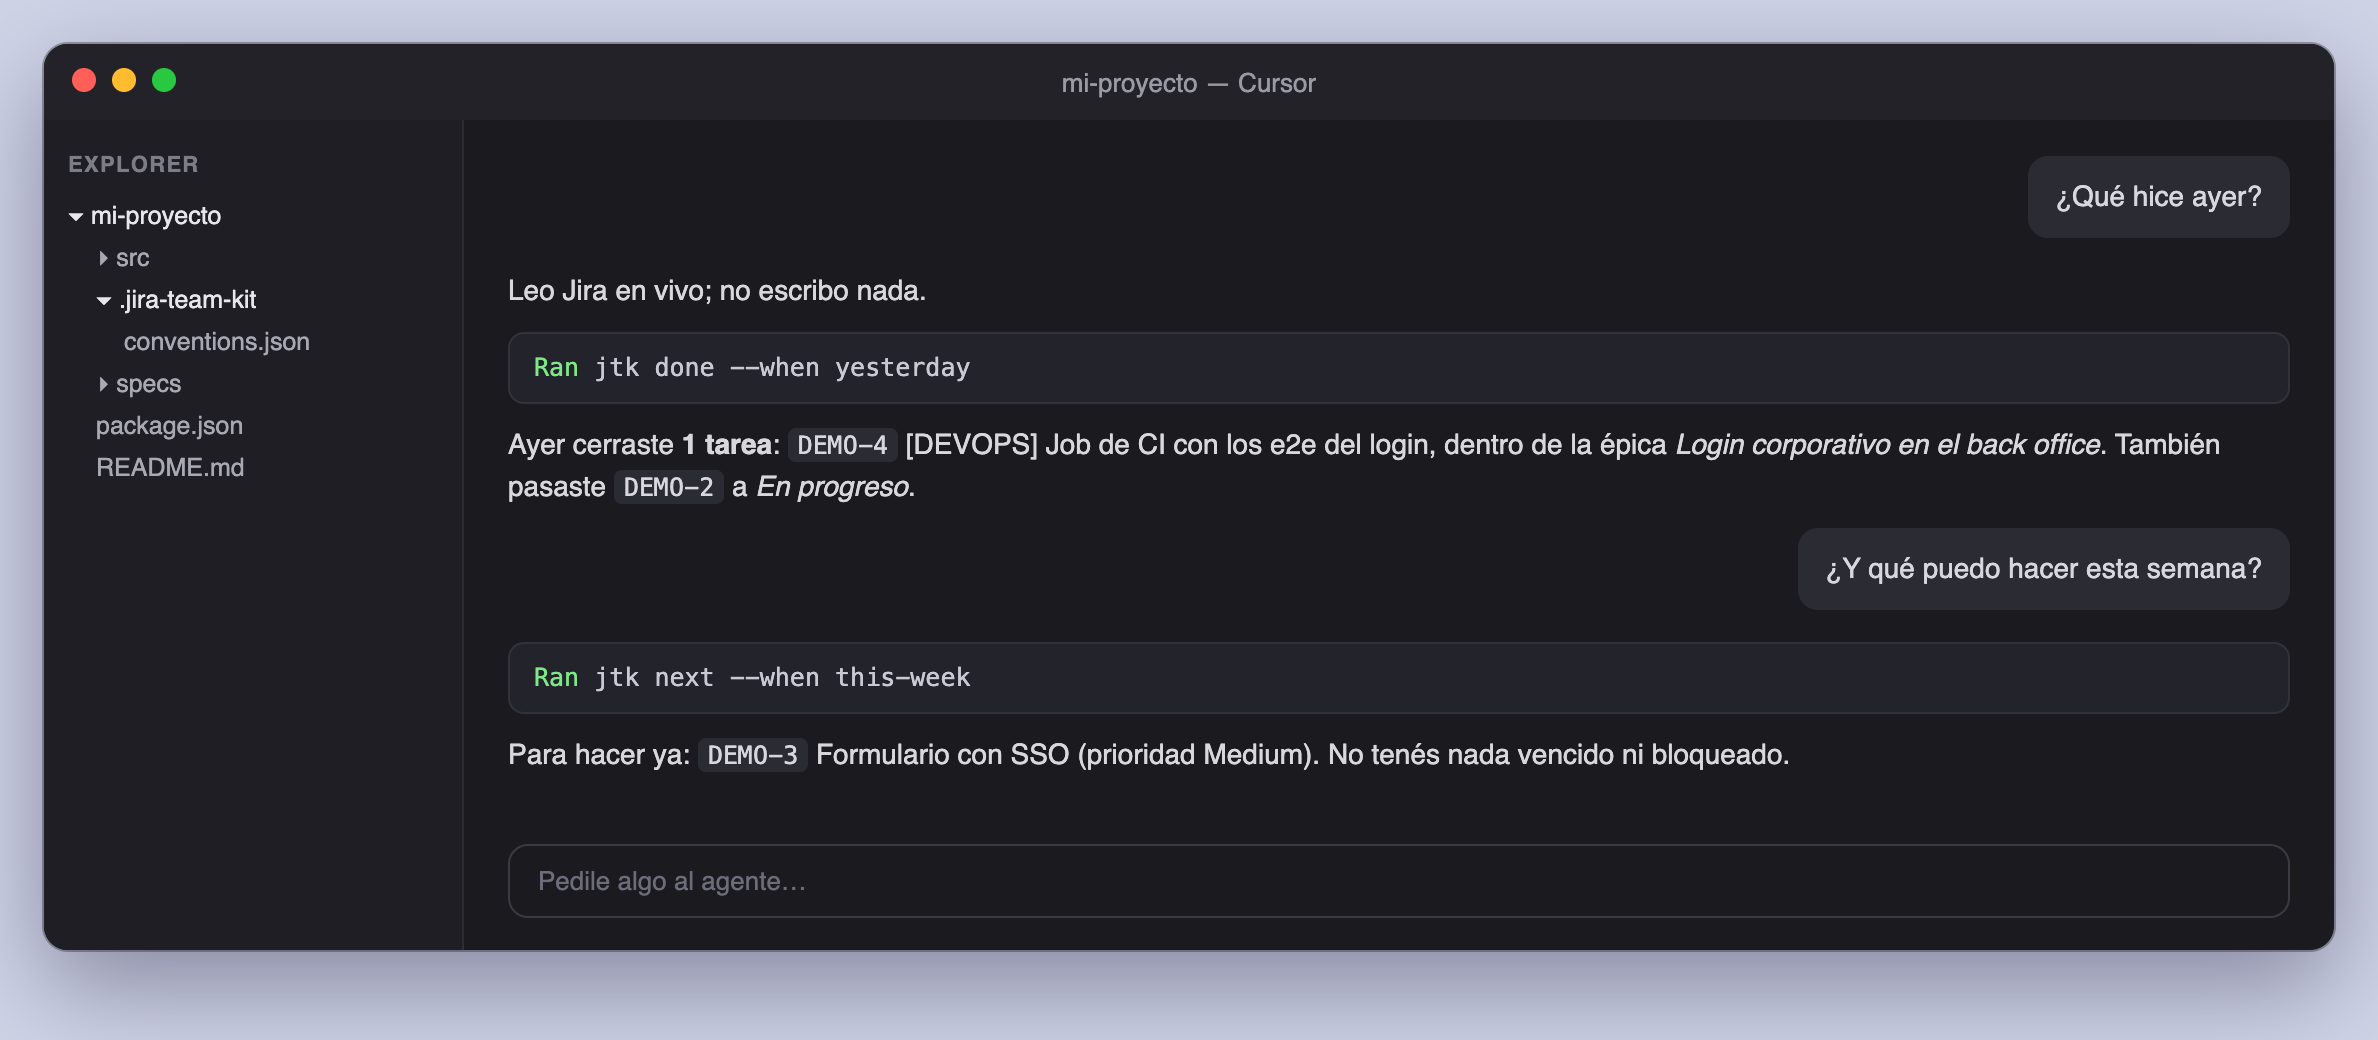 mi-proyecto — Cursor
EXPLORER
mi-proyecto
src
.jira-team-kit
conventions.json
specs
package.json
README.md
¿Qué hice ayer?
Leo Jira en vivo; no escribo nada.
Ran jtk done --when yesterday
Ayer cerraste 1 tarea: DEMO-4 [DEVOPS] Job de CI con los e2e del login, dentro de la épica Login corporativo en el back office. También
pasaste DEMO-2 a En progreso.
¿Y qué puedo hacer esta semana?
Ran jtk next --when this-week
Para hacer ya: DEMO-3 Formulario con SSO (prioridad Medium). No tenés nada vencido ni bloqueado.
Pedile algo al agente…